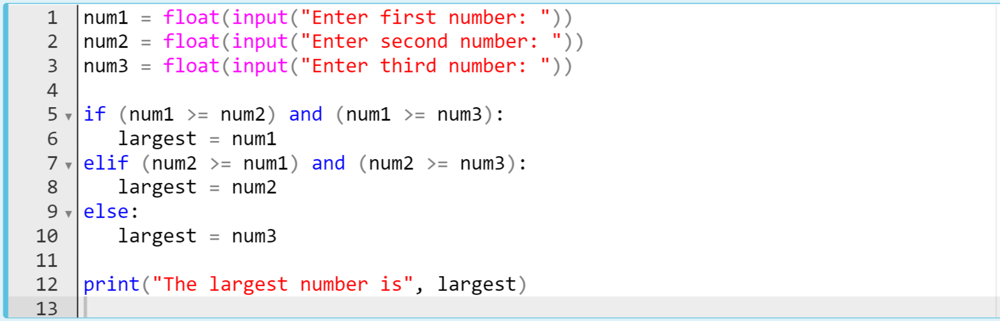 1 num1 = float(input("Enter first number: "))
2 num2 = float(input("Enter second number: "))
3 num3 = float(input("Enter third number: "))
4
5 if (num1 >= num2) and (num1 >= num3):
6    largest = num1
7 elif (num2 >= num1) and (num2 >= num3):
8    largest = num2
9 else:
10    largest = num3
11
12 print("The largest number is", largest)
13